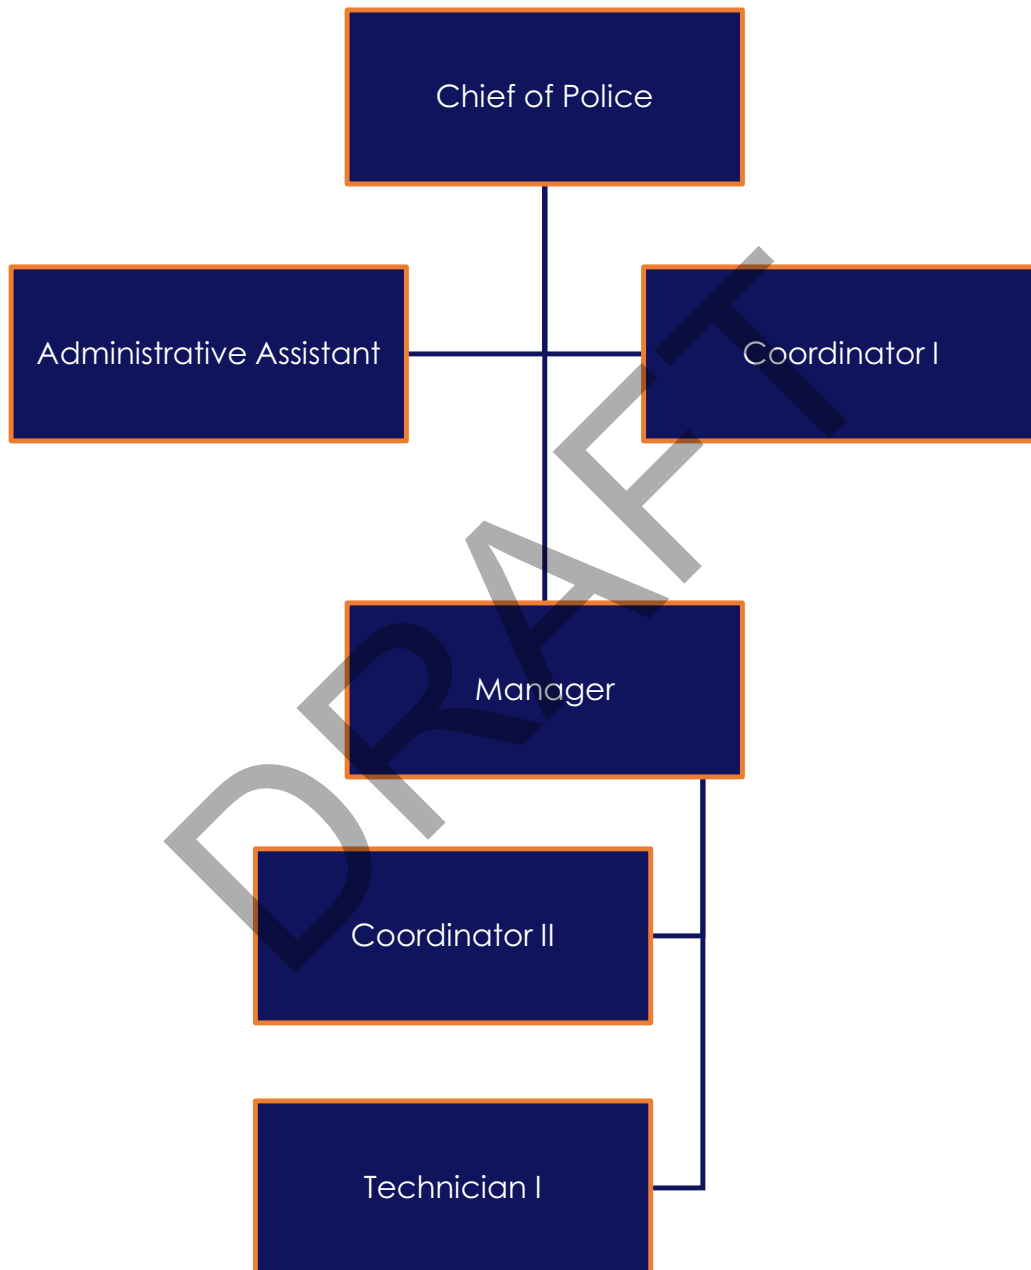 Chief of Police
Administrative Assistant
Coordinator I
Manager
Coordinator II
Technician I
DRAFT